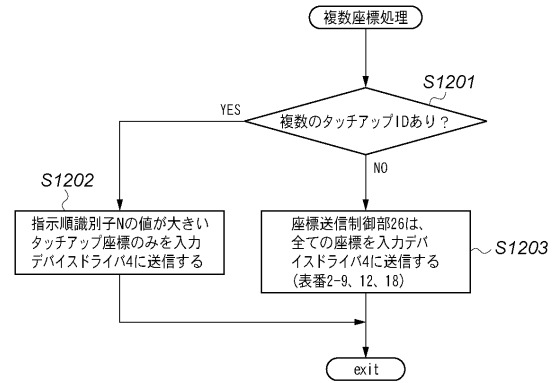 複数座標処理
S1201
複数のタッチアップIDあり？
YES
NO
S1202
指示順識別子Nの値が大きい
タッチアップ座標のみを入力
デバイスドライバ4に送信する
座標送信制御部26は、
全ての座標を入力デバ
イスドライバ4に送信する
(表番2-9、12、18)
S1203
exit